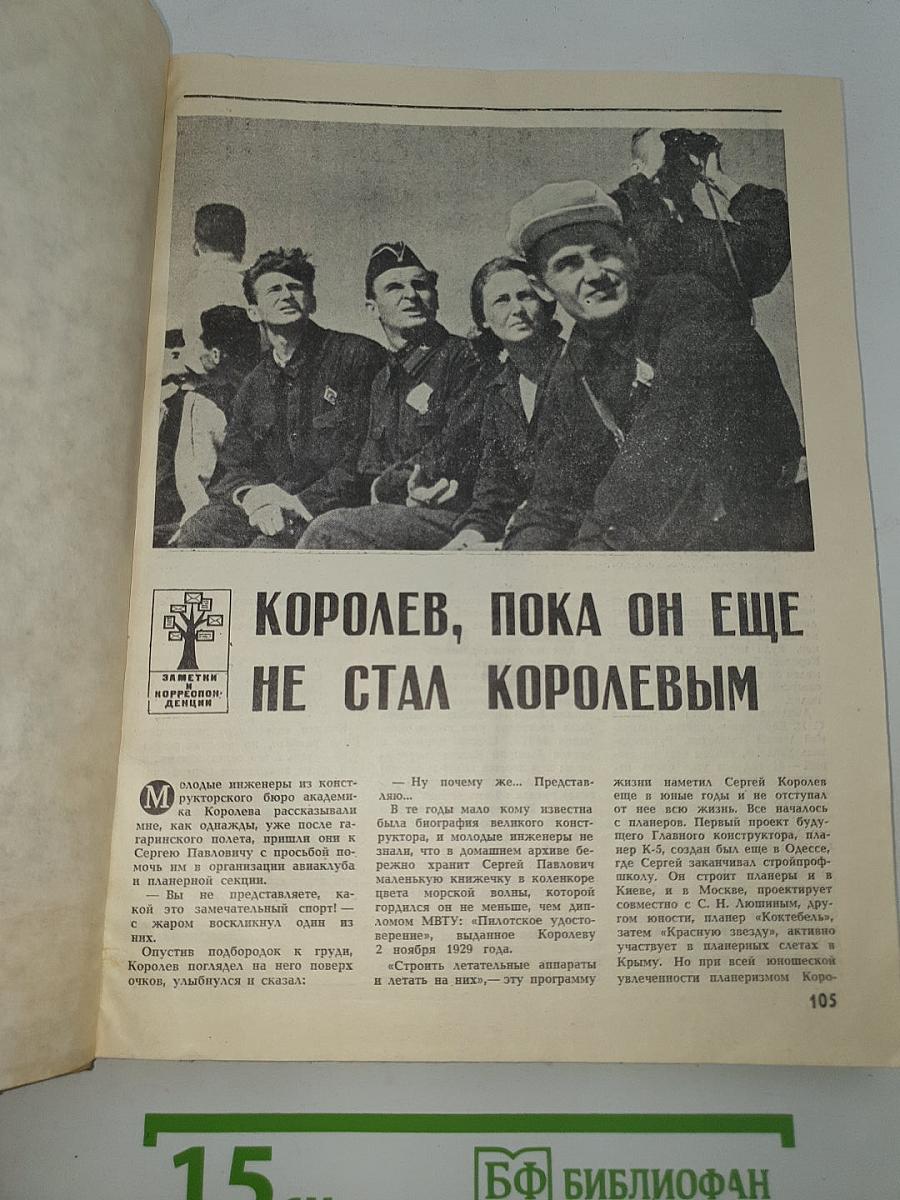 ЗАМЕТКИ
И
КОРРЕСПОН-
ДЕНЦИИ
КОРОЛЕВ, ПОКА ОН ЕЩЕ
НЕ СТАЛ КОРОЛЕВЫМ
Молодые инженеры из конст-
рукторского бюро академи-
ка Королева рассказывали
мне, как однажды, уже после га-
гаринского полета, пришли они к
Сергею Павловичу с просьбой по-
мочь им в организации авиаклуба
и планерной секции.
— Вы не представляете, ка-
кой это замечательный спорт! —
с жаром воскликнул один из
них.
Опустив подбородок к груди,
Королев поглядел на него поверх
очков, улыбнулся и сказал:
— Ну почему же... Представ-
ляю...
В те годы мало кому известна
была биография великого конст-
руктора, и молодые инженеры не
знали, что в домашнем архиве бе-
режно хранит Сергей Павлович
маленькую книжечку в коленкоре
цвета морской волны, которой
гордился он не меньше, чем дип-
ломом МВТУ: «Пилотское удосто-
верение», выданное Королеву
2 ноября 1929 года.
«Строить летательные аппараты
и летать на них»,— эту программу
жизни наметил Сергей Королев
еще в юные годы и не отступал
от нее всю жизнь. Все началось
с планеров. Первый проект буду-
щего Главного конструктора, пла-
нер К-5, создан был еще в Одессе,
где Сергей заканчивал стройпроф-
школу. Он строит планеры и в
Киеве, и в Москве, проектирует
совместно с С. Н. Люшиным, дру-
гом юности, планер «Коктебель»,
затем «Красную звезду», активно
участвует в планерных слетах в
Крыму. Но при всей юношеской
увлеченности планеризмом Коро-
105
15 см
БФ БИБЛИОФАН